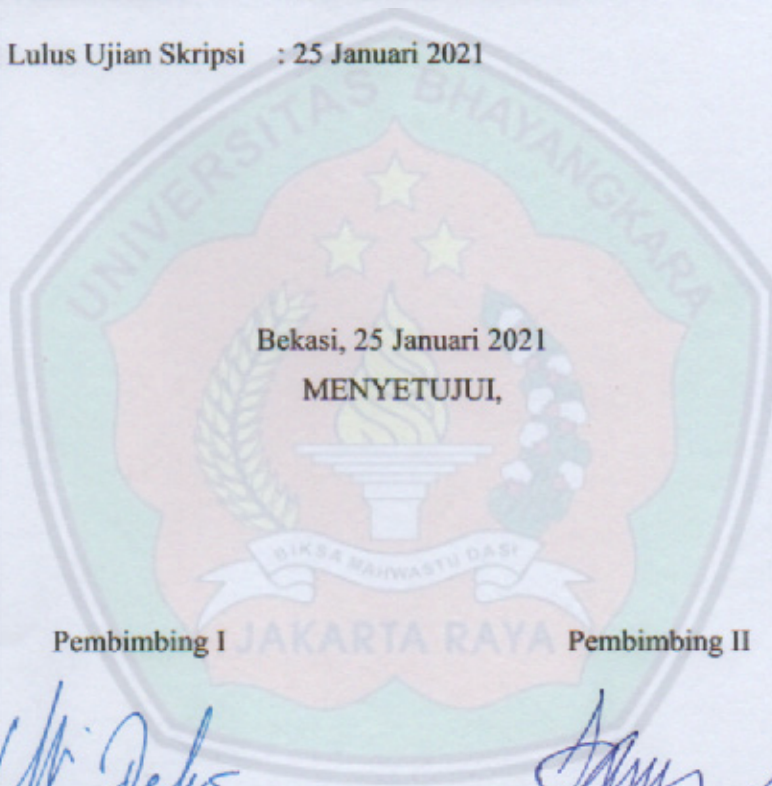 Lulus Ujian Skripsi : 25 Januari 2021
UNIVERSITAS BHAYANGKARA
Bekasi, 25 Januari 2021
MENYETUJUI,
BIKSA MAHWASTU DASI
JAKARTA RAYA
Pembimbing I Pembimbing II